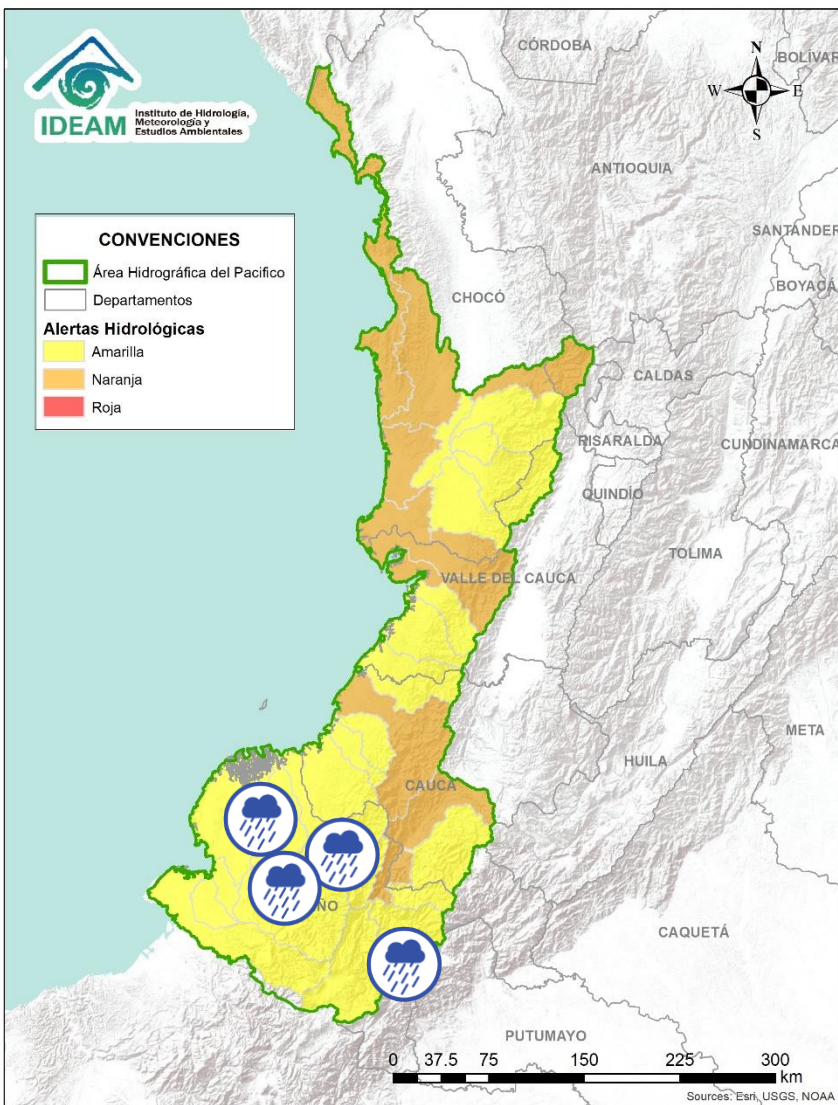 IDEAM
Instituto de Hidrología,
Meteorología y
Estudios Ambientales
CONVENCIONES
Área Hidrográfica del Pacifico
Departamentos
Alertas Hidrológicas
Amarilla
Naranja
Roja
N
W
E
S
CÓRDOBA
BOLÍVAR
ANTIOQUIA
SANTANDER
BOYACÁ
CHOCÓ
CALDAS
RISARALDA
CUNDINAMARCA
QUINDÍO
TOLIMA
VALLE DEL CAUCA
META
HUILA
CAUCA
ÑO
CAQUETÁ
PUTUMAYO
0 37.5 75 150 225 300
km
Sources: Esri, USGS, NOAA